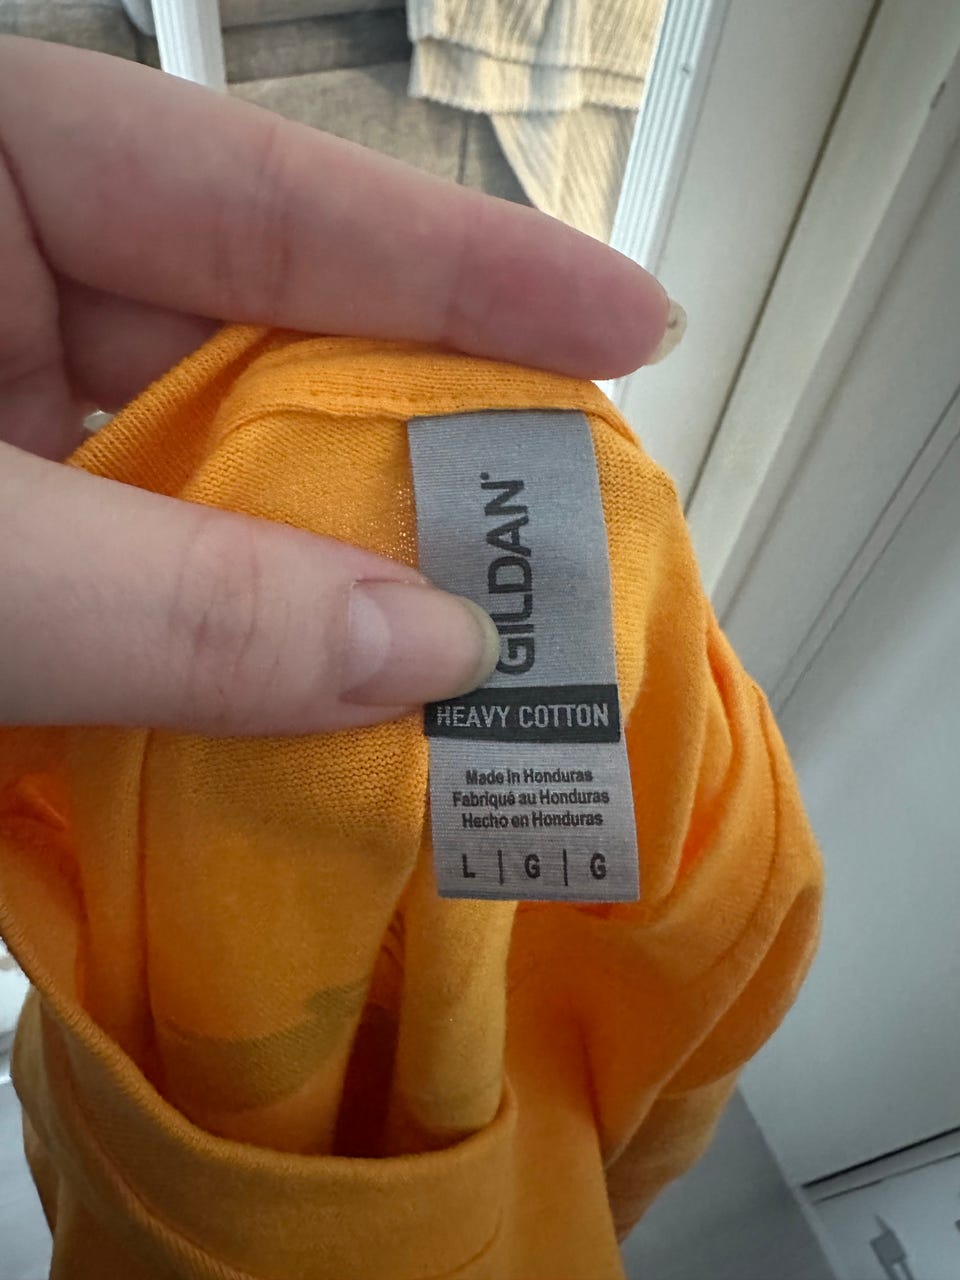 GILDAN
HEAVY COTTON
Made in Honduras
Fabriqué au Honduras
Hecho en Honduras
L | G | G